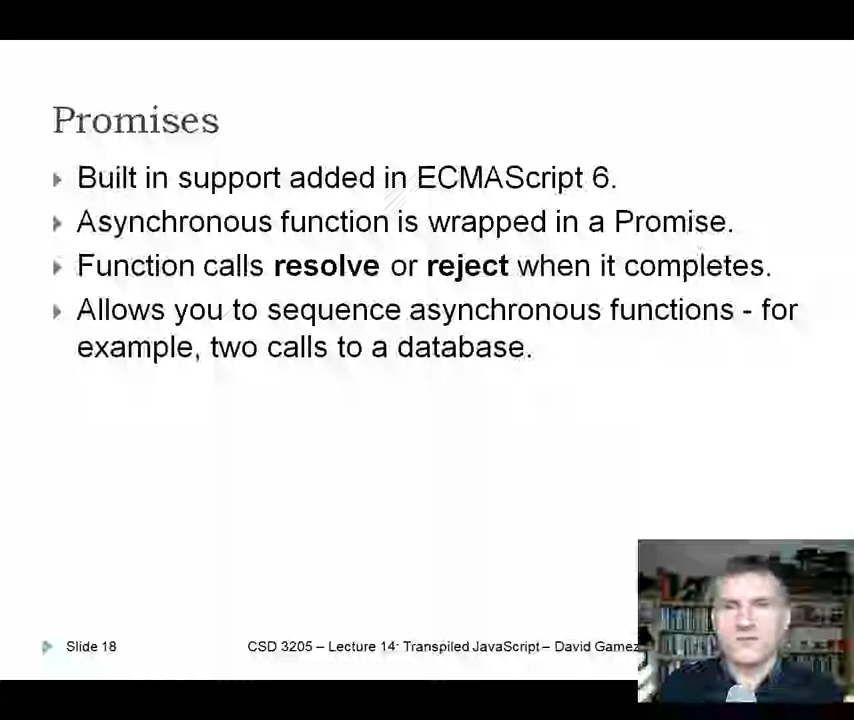 Promises
Built in support added in ECMAScript 6.
Asynchronous function is wrapped in a Promise.
Function calls resolve or reject when it completes.
Allows you to sequence asynchronous functions - for
example, two calls to a database.
Slide 18
CSD 3205 – Lecture 14: Transpiled JavaScript – David Gamez